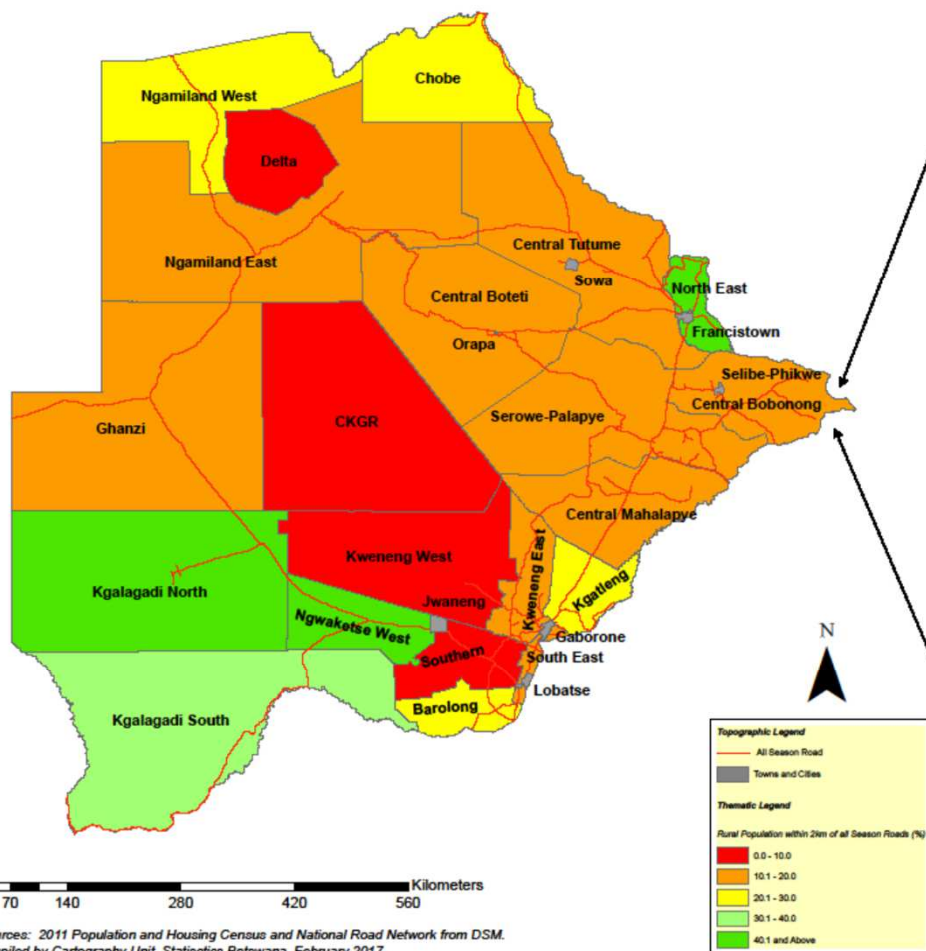 Chobe
Ngamiland West
Delta
Central Tutume
Ngamiland East
Sowa
North East
Central Boteti
Francistown
Orapa
Selibe-Phikwe
Central Bobonong
Serowe-Palapye
Ghanzi
CKGR
Central Mahalapye
Kweneng West
Kweneng East
Kgatleng
Kgalagadi North
Jwaneng
Ngwaketse West
Gaborone
Southern
South East
Lobatse
Barolong
Kgalagadi South
N
Topographic Legend
All Season Road
Towns and Cities
Thematic Legend
Rural Population within 2km of all Season Roads (%)
0.0 - 10.0
10.1 - 20.0
20.1 - 30.0
30.1 - 40.0
40.1 and Above
Kilometers
70 140 280 420 560
urces: 2011 Population and Housing Census and National Road Network from DSM.
piled by Cartography Unit, Statistics Botswana, February 2017